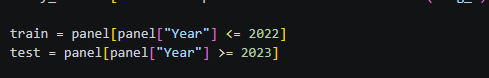 train = panel[panel["Year"] <= 2022]
test = panel[panel["Year"] >= 2023]